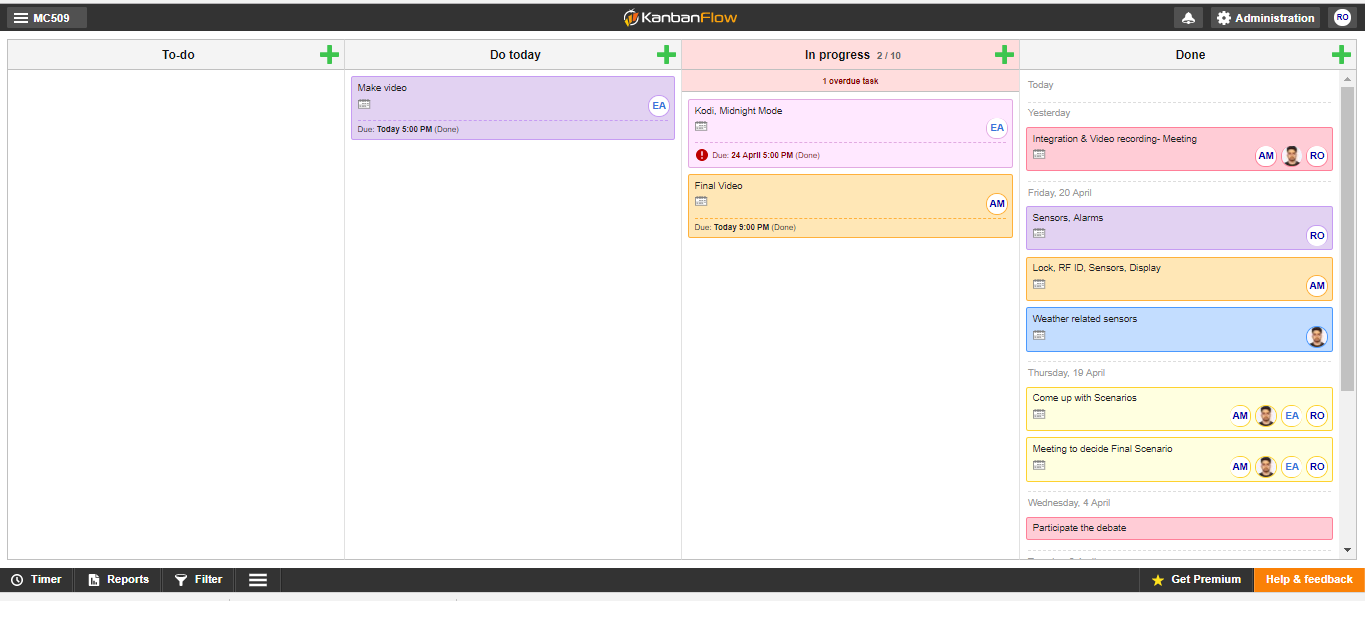 MC509
KanbanFlow
Administration
RO
To-do
Do today
In progress 2 / 10
Done
1 overdue task
Make video
EA
Due: Today 5:00 PM (Done)
Kodi, Midnight Mode
EA
! Due: 24 April 5:00 PM (Done)
Final Video
AM
Due: Today 9:00 PM (Done)
Today
Yesterday
Integration & Video recording- Meeting
AM RO
Friday, 20 April
Sensors, Alarms
RO
Lock, RF ID, Sensors, Display
AM
Weather related sensors
Thursday, 19 April
Come up with Scenarios
AM EA RO
Meeting to decide Final Scenario
AM EA RO
Wednesday, 4 April
Participate the debate
Timer
Reports
Filter
Get Premium
Help & feedback